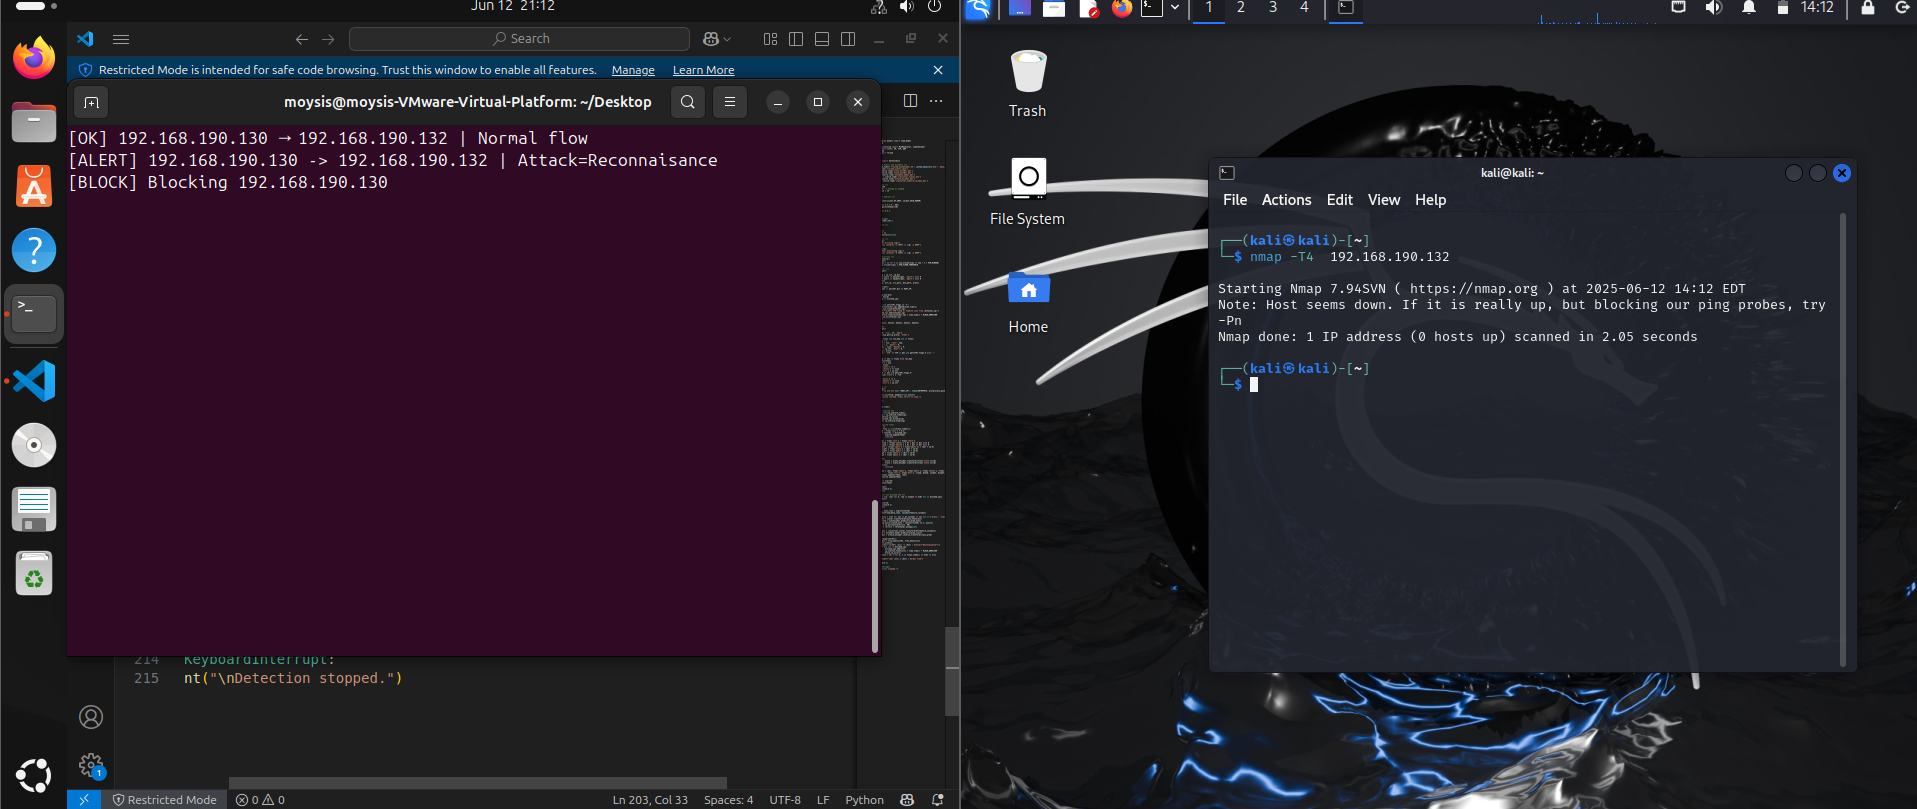 Jun 12 21:12
Search
Restricted Mode is intended for safe code browsing. Trust this window to enable all features. Manage Learn More
moysis@moysis-VMware-Virtual-Platform: ~/Desktop
[OK] 192.168.190.130 → 192.168.190.132 | Normal flow
[ALERT] 192.168.190.130 -> 192.168.190.132 | Attack=Reconnaisance
[BLOCK] Blocking 192.168.190.130
214 KeyboardInterrupt:
215 nt("\nDetection stopped.")
1
Restricted Mode 0 0 Ln 203, Col 33 Spaces: 4 UTF-8 LF Python
1 2 3 4 14:12
Trash
File System
Home
kali@kali: ~
File Actions Edit View Help
┌──(kali㉿kali)-[~]
└─$ nmap -T4 192.168.190.132
Starting Nmap 7.94SVN ( https://nmap.org ) at 2025-06-12 14:12 EDT
Note: Host seems down. If it is really up, but blocking our ping probes, try
-Pn
Nmap done: 1 IP address (0 hosts up) scanned in 2.05 seconds
┌──(kali㉿kali)-[~]
└─$